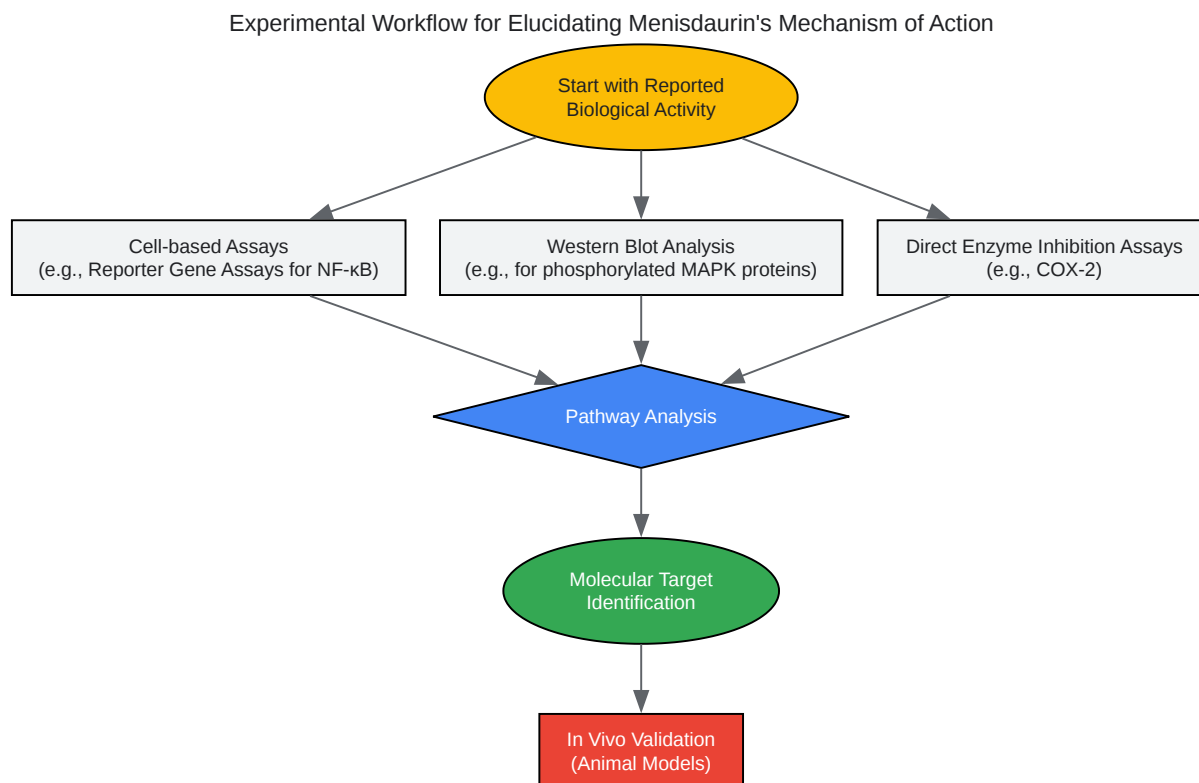 Experimental Workflow for Elucidating Menisdaurin's Mechanism of Action
Start with Reported
Biological Activity
Cell-based Assays
(e.g., Reporter Gene Assays for NF-κB)
Western Blot Analysis
(e.g., for phosphorylated MAPK proteins)
Direct Enzyme Inhibition Assays
(e.g., COX-2)
Pathway Analysis
Molecular Target
Identification
In Vivo Validation
(Animal Models)